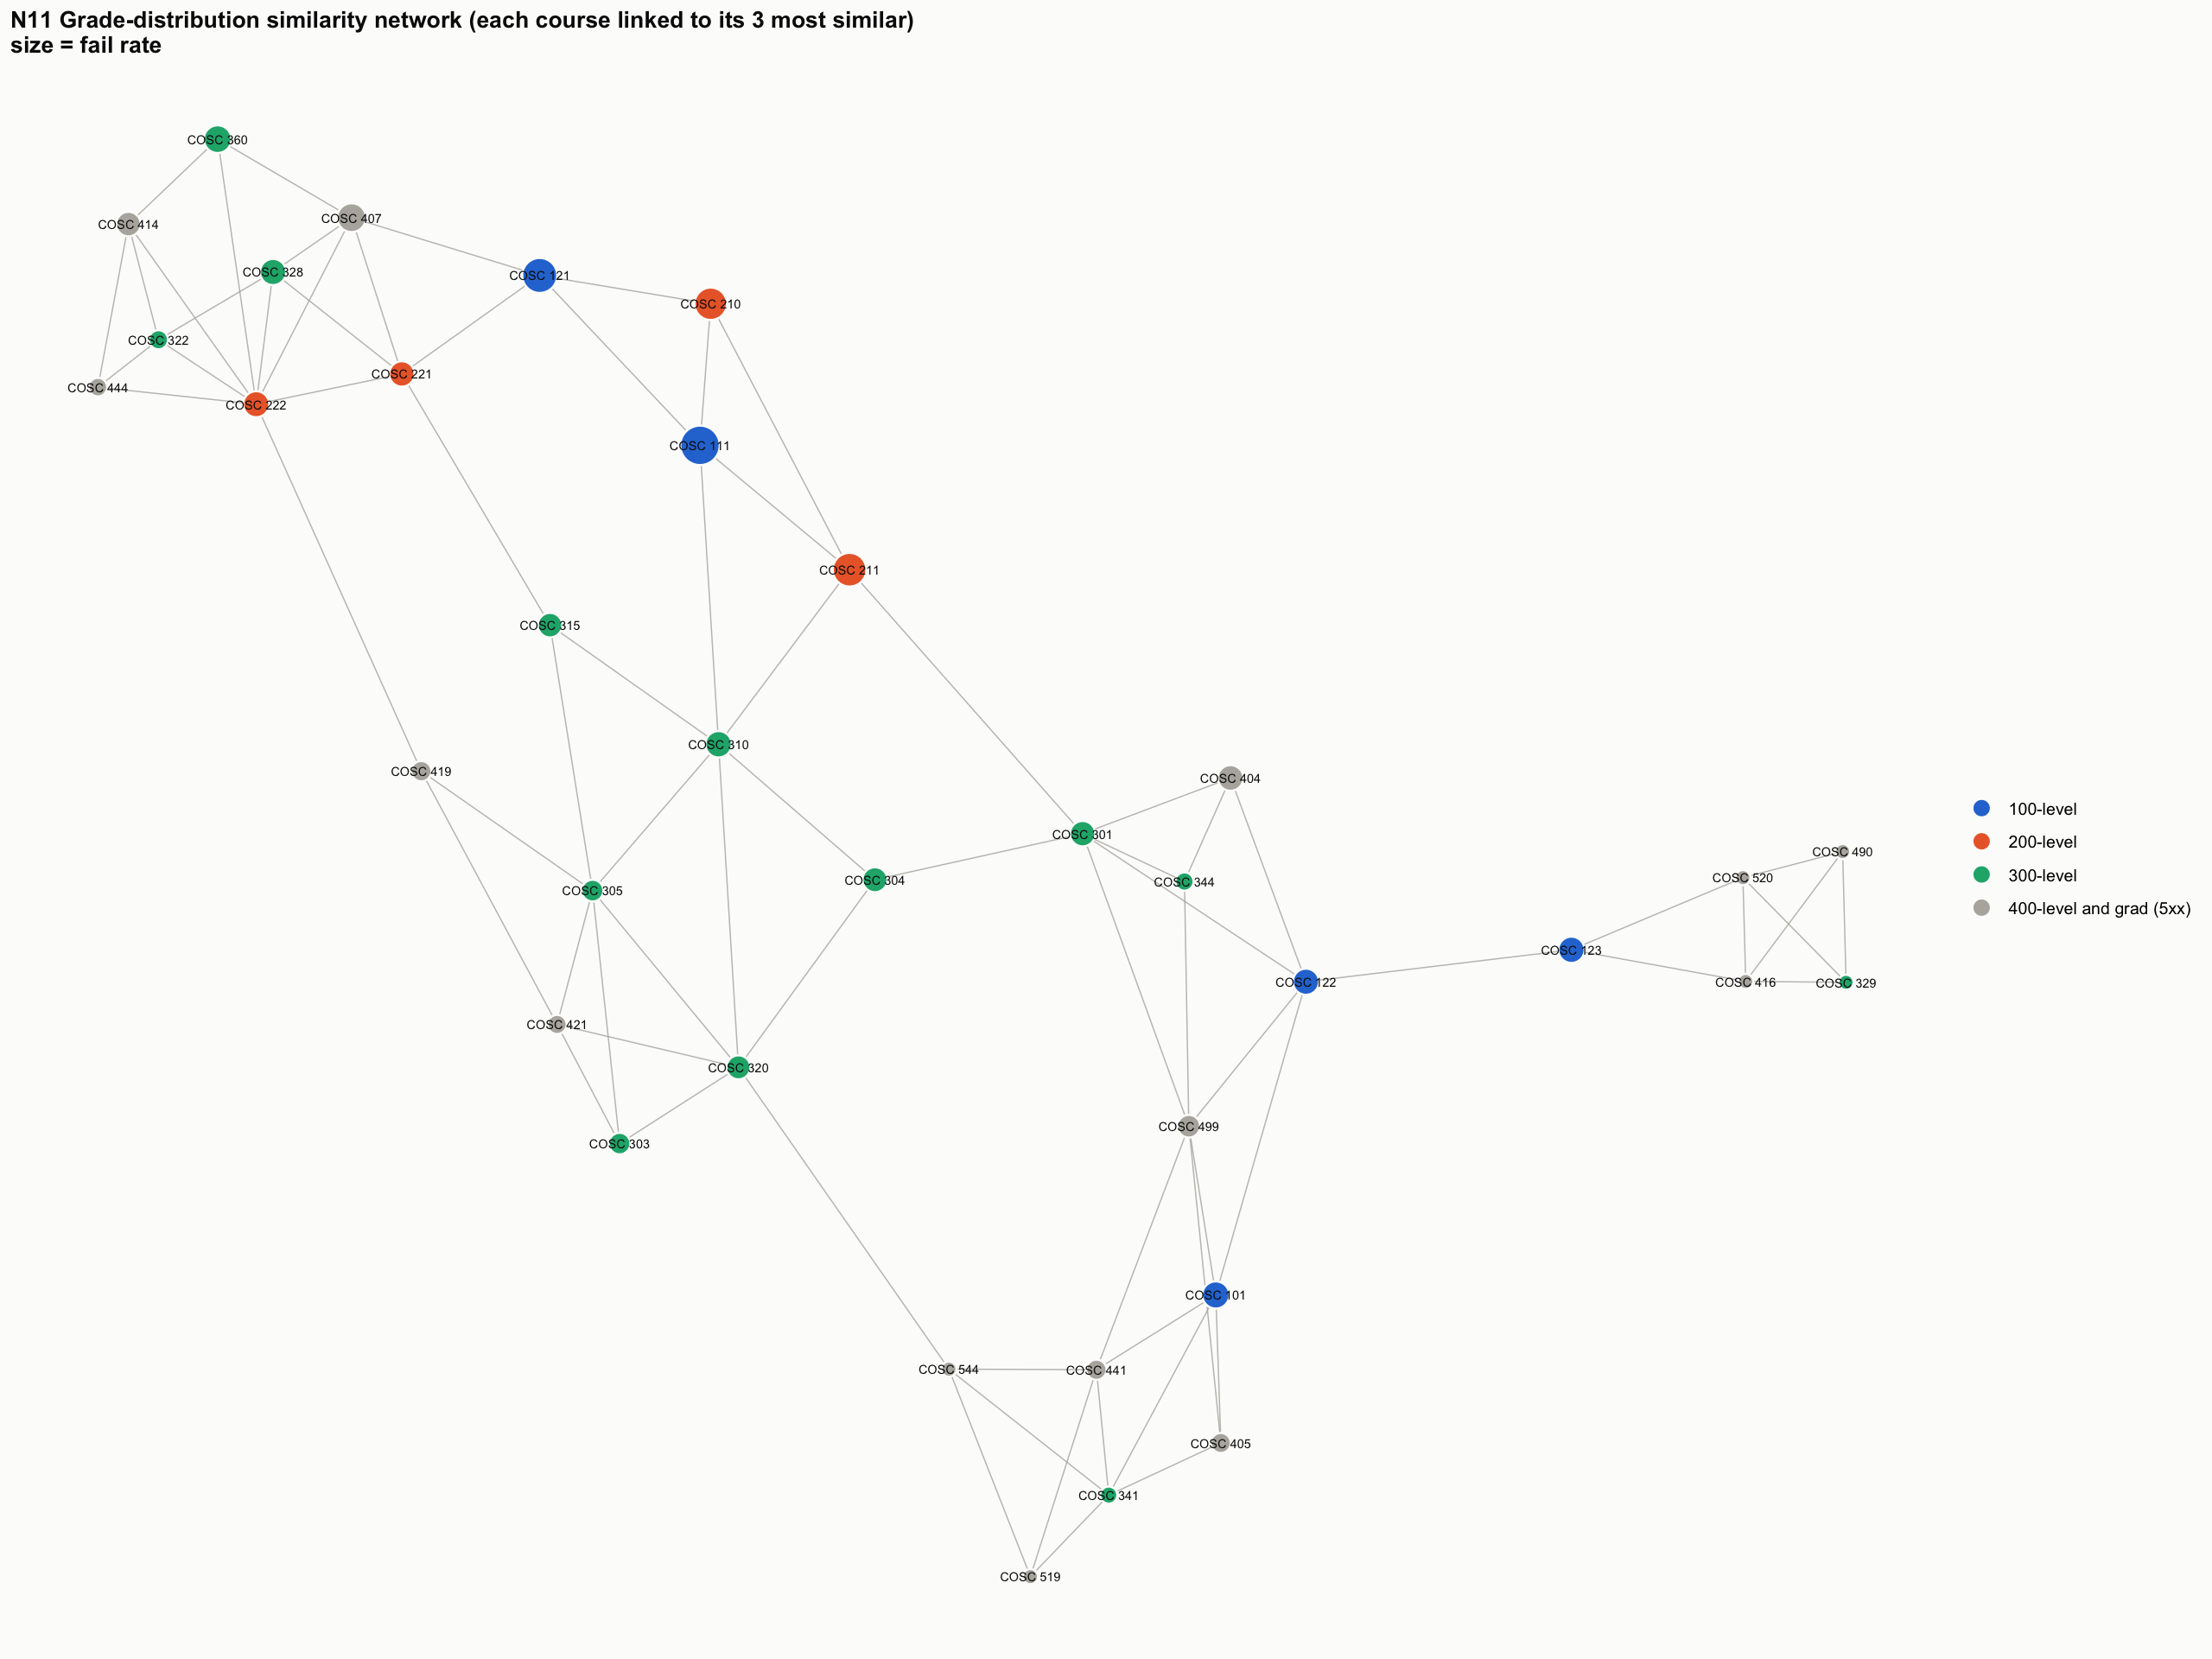 N11 Grade-distribution similarity network (each course linked to its 3 most similar)
size = fail rate
COSC 360
COSC 407
COSC 414
COSC 328
COSC 121
COSC 210
COSC 322
COSC 221
COSC 444
COSC 222
COSC 111
COSC 211
COSC 315
COSC 310
COSC 419
COSC 404
COSC 301
COSC 490
COSC 304
COSC 344
COSC 520
COSC 305
COSC 123
COSC 122
COSC 416
COSC 329
COSC 421
COSC 320
COSC 499
COSC 303
COSC 101
COSC 544
COSC 441
COSC 405
COSC 341
COSC 519
100-level
200-level
300-level
400-level and grad (5xx)